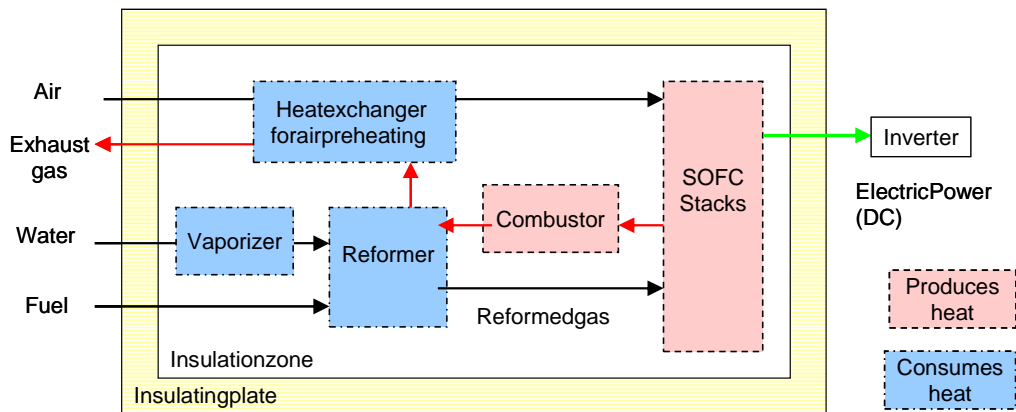 Air
Exhaust
gas
Water
Fuel
Heatexchanger
forairpreheating
Vaporizer
Reformer
Combustor
SOFC
Stacks
Reformedgas
Insulationzone
Insulatingplate
Inverter
ElectricPower
(DC)
Produces
heat
Consumes
heat